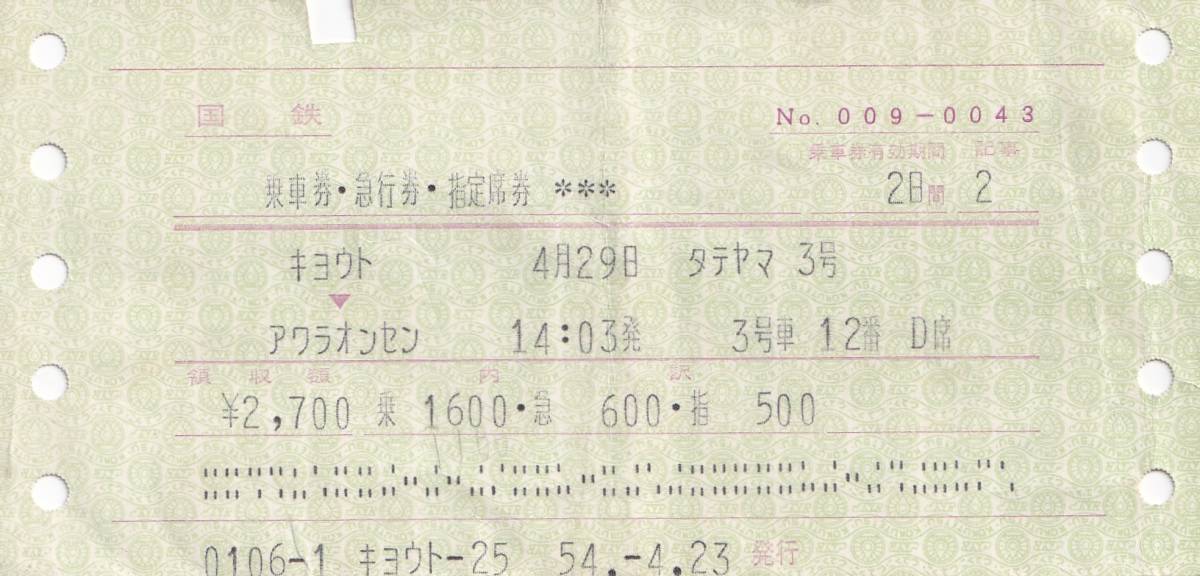 国鉄
No. 009-0043
乗車券有効期間 記事
乗車券・急行券・指定席券 *** 2日間 2
キョウト 4月29日 タテヤマ 3号
▼
アワラオンセン 14:03発 3号車 12番 D席
領収額 内訳
¥2,700 乗 1600・急 600・指 500
0106-1 キョウト-25 54.-4.23 発行